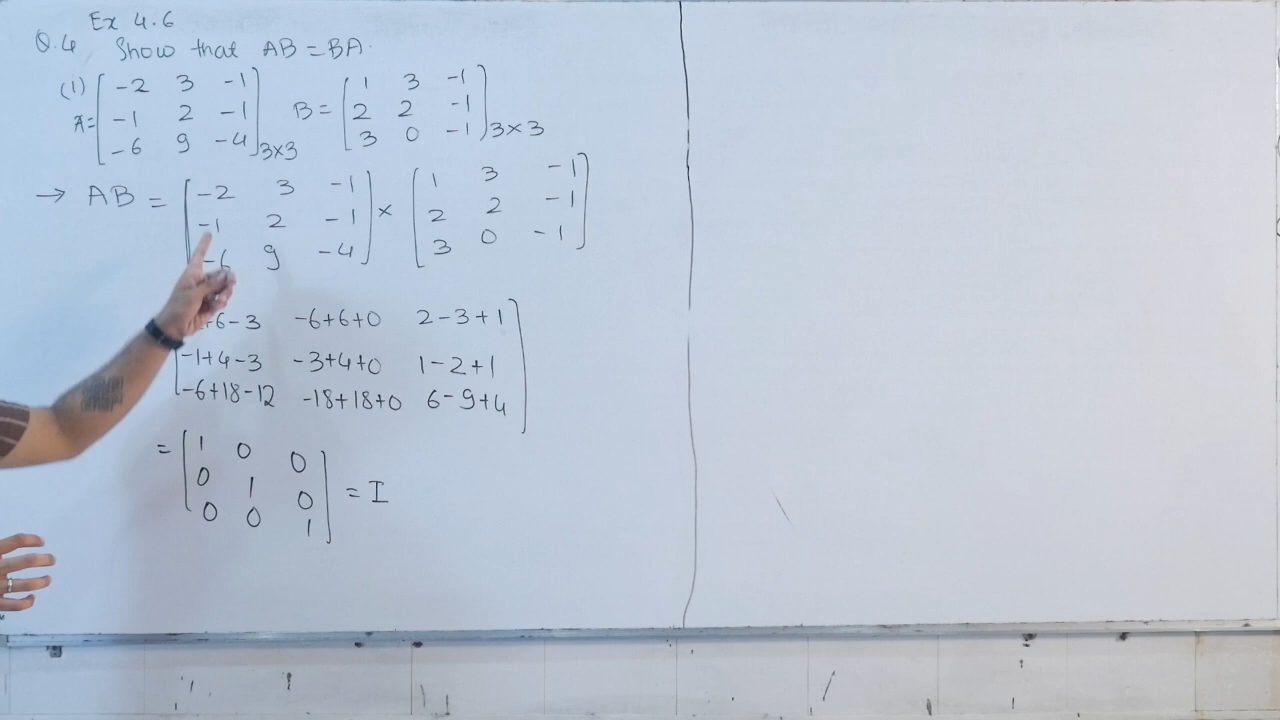 Ex 4.6
Q.4 Show that AB = BA.
(1) A = [ -2 3 -1 ; -1 2 -1 ; -6 9 -4 ] 3×3 B = [ 1 3 -1 ; 2 2 -1 ; 3 0 -1 ] 3×3
→ AB = [ -2 3 -1 ; -1 2 -1 ; -6 9 -4 ] × [ 1 3 -1 ; 2 2 -1 ; 3 0 -1 ]
+6-3 -6+6+0 2-3+1
-1+4-3 -3+4+0 1-2+1
-6+18-12 -18+18+0 6-9+4
= [ 1 0 0 ; 0 1 0 ; 0 0 1 ] = I